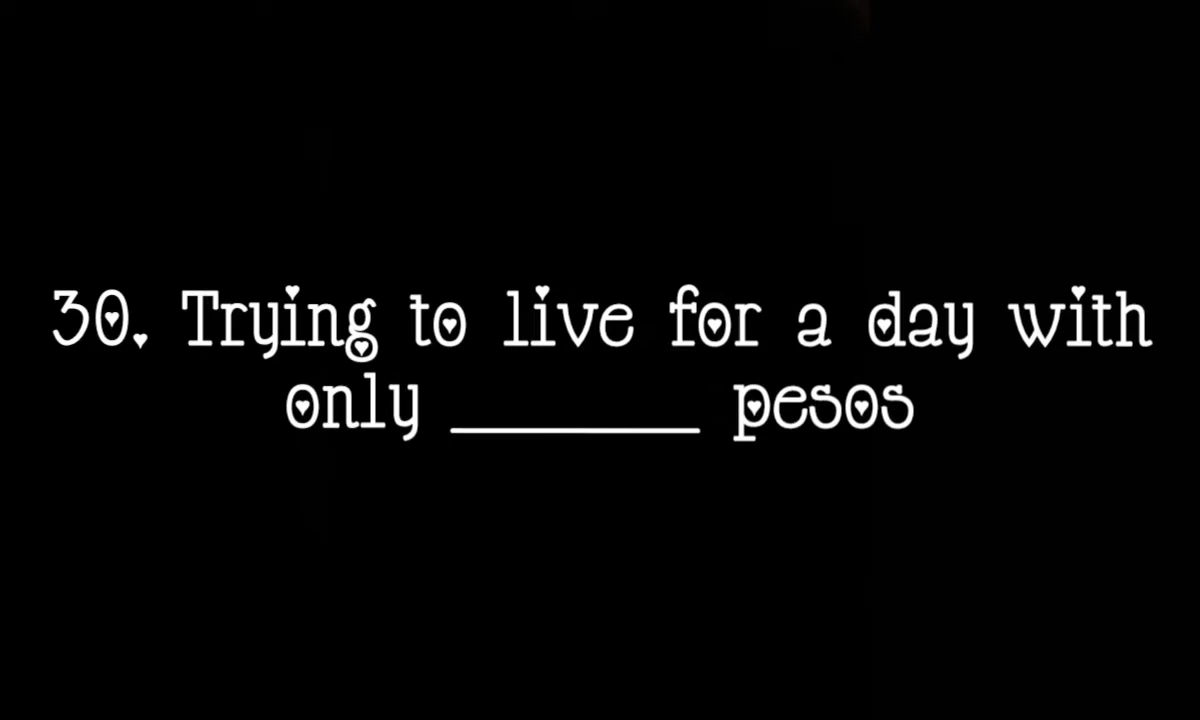 30. Trying to live for a day with
only ________ pesos